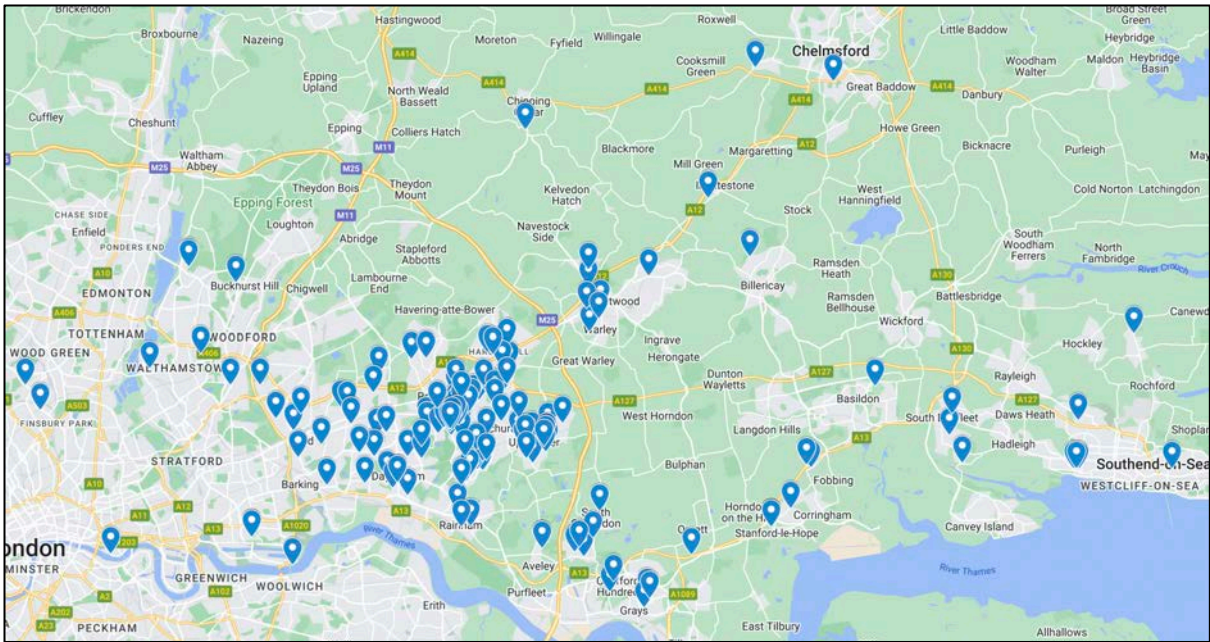 Brickendon
Hastingwood
Roxwell
Broad Street
Green
Broxbourne
Nazeing
A414
Moreton
Fyfield
Willingale
Little Baddow
Heybridge
Chelmsford
Cooksmill
Green
Woodham
Walter
Maldon
Heybridge
Basin
Epping
Upland
North Weald
Bassett
A414
Great Baddow
A414
Danbury
Cuffley
Cheshunt
Chipping
A414
Epping
Colliers Hatch
Howe Green
M11
Blackmore
Margaretting
A12
Bicknacre
Purleigh
Waltham
Abbey
M25
M25
Mill Green
Theydon Bois
Theydon
Mount
Kelvedon
Hatch
West
Hanningfield
Cold Norton
Latchingdon
Epping Forest
CHASE SIDE
Enfield
M11
Loughton
A12
Stock
Navestock
Side
PONDERS END
Abridge
Stapleford
Abbotts
South
Woodham
Ferrers
North
Fambridge
A10
Ramsden
Heath
A130
River Crouch
Buckhurst Hill
Chigwell
Lambourne
End
Billericay
EDMONTON
Ramsden
Bellhouse
Battlesbridge
Havering-atte-Bower
A406
M25
Warley
Wickford
Canewd
TOTTENHAM
WOODFORD
Ingrave
Hockley
WOOD GREEN
A406
Great Warley
Herongate
A130
WALTHAMSTOW
A127
Rayleigh
Dunton
Wayletts
Rochford
A503
A12
Basildon
A127
FINSBURY PARK
A127
West Horndon
Daws Heath
Langdon Hills
A13
Hadleigh
Shoplan
STRATFORD
Bulphan
Southend-on-Sea
Barking
Fobbing
WESTCLIFF-ON-SEA
A10
A12
A13
Corringham
Canvey Island
A11
A13
A1020
Rainham
Stanford-le-Hope
River Thames
A1203
Aveley
A13
GREENWICH
WOOLWICH
Purfleet
River Thames
A2
A102
Erith
Grays
A1089
A202
A23
PECKHAM
East Tilbury
Allhallows